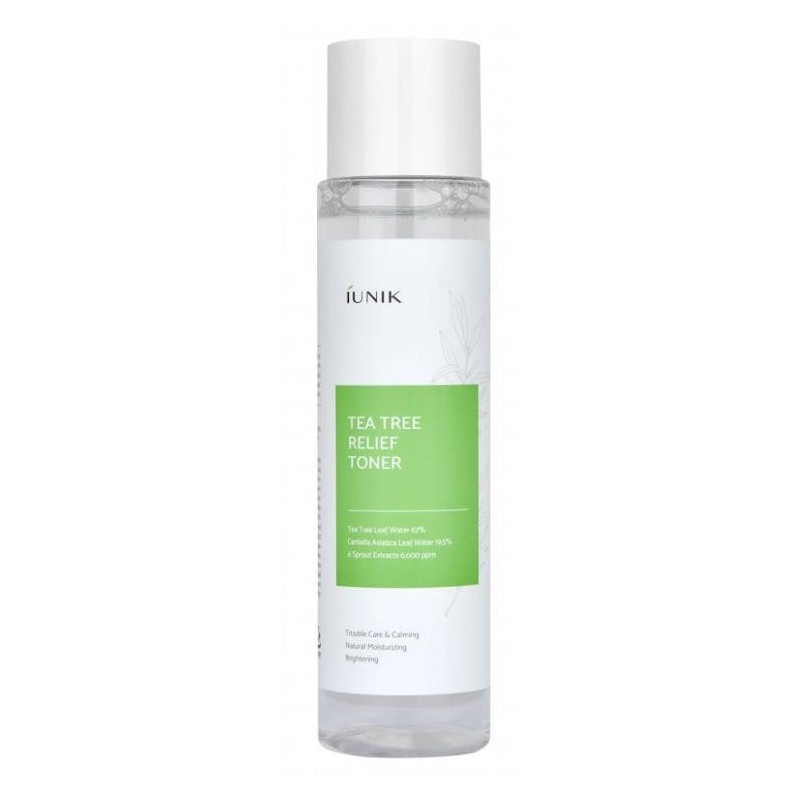 íUNIK
TEA TREE
RELIEF
TONER
Tea Tree Leaf Water 67%
Centella Asiatica Leaf Water 19.5%
6 Sprout Extracts 6,000 ppm
Trouble Care & Calming
Natural Moisturizing
Brightening